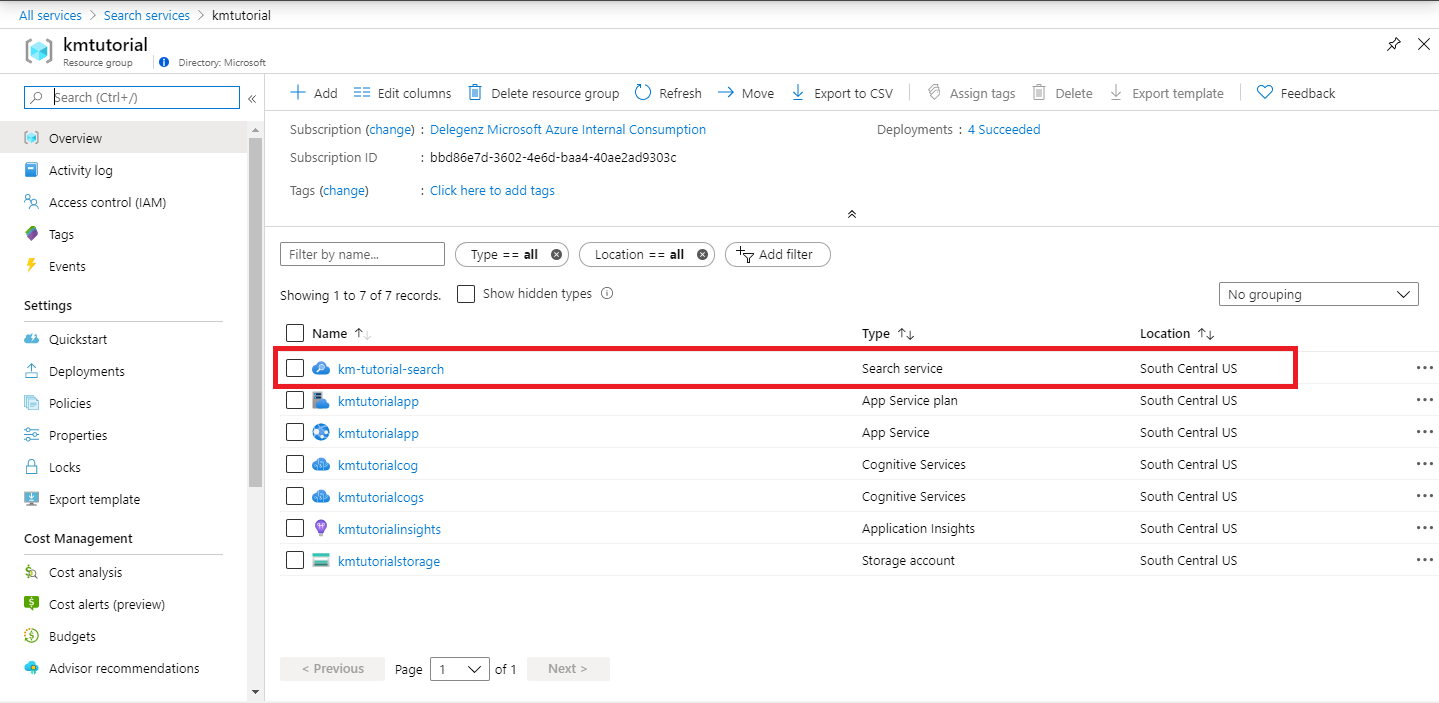 All services > Search services > kmtutorial
kmtutorial
Resource group
Directory: Microsoft
Search (Ctrl+/)
«
Overview
Activity log
Access control (IAM)
Tags
Events
Settings
Quickstart
Deployments
Policies
Properties
Locks
Export template
Cost Management
Cost analysis
Cost alerts (preview)
Budgets
Advisor recommendations
Add Edit columns Delete resource group Refresh Move Export to CSV Assign tags Delete Export template Feedback
Subscription (change) : Delegenz Microsoft Azure Internal Consumption Deployments : 4 Succeeded
Subscription ID : bbd86e7d-3602-4e6d-baa4-40ae2ad9303c
Tags (change) : Click here to add tags
Filter by name... Type == all Location == all Add filter
Showing 1 to 7 of 7 records. Show hidden types No grouping
Name Type Location
km-tutorial-search Search service South Central US
kmtutorialapp App Service plan South Central US
kmtutorialapp App Service South Central US
kmtutorialcog Cognitive Services South Central US
kmtutorialcogs Cognitive Services South Central US
kmtutorialinsights Application Insights South Central US
kmtutorialstorage Storage account South Central US
< Previous Page 1 of 1 Next >